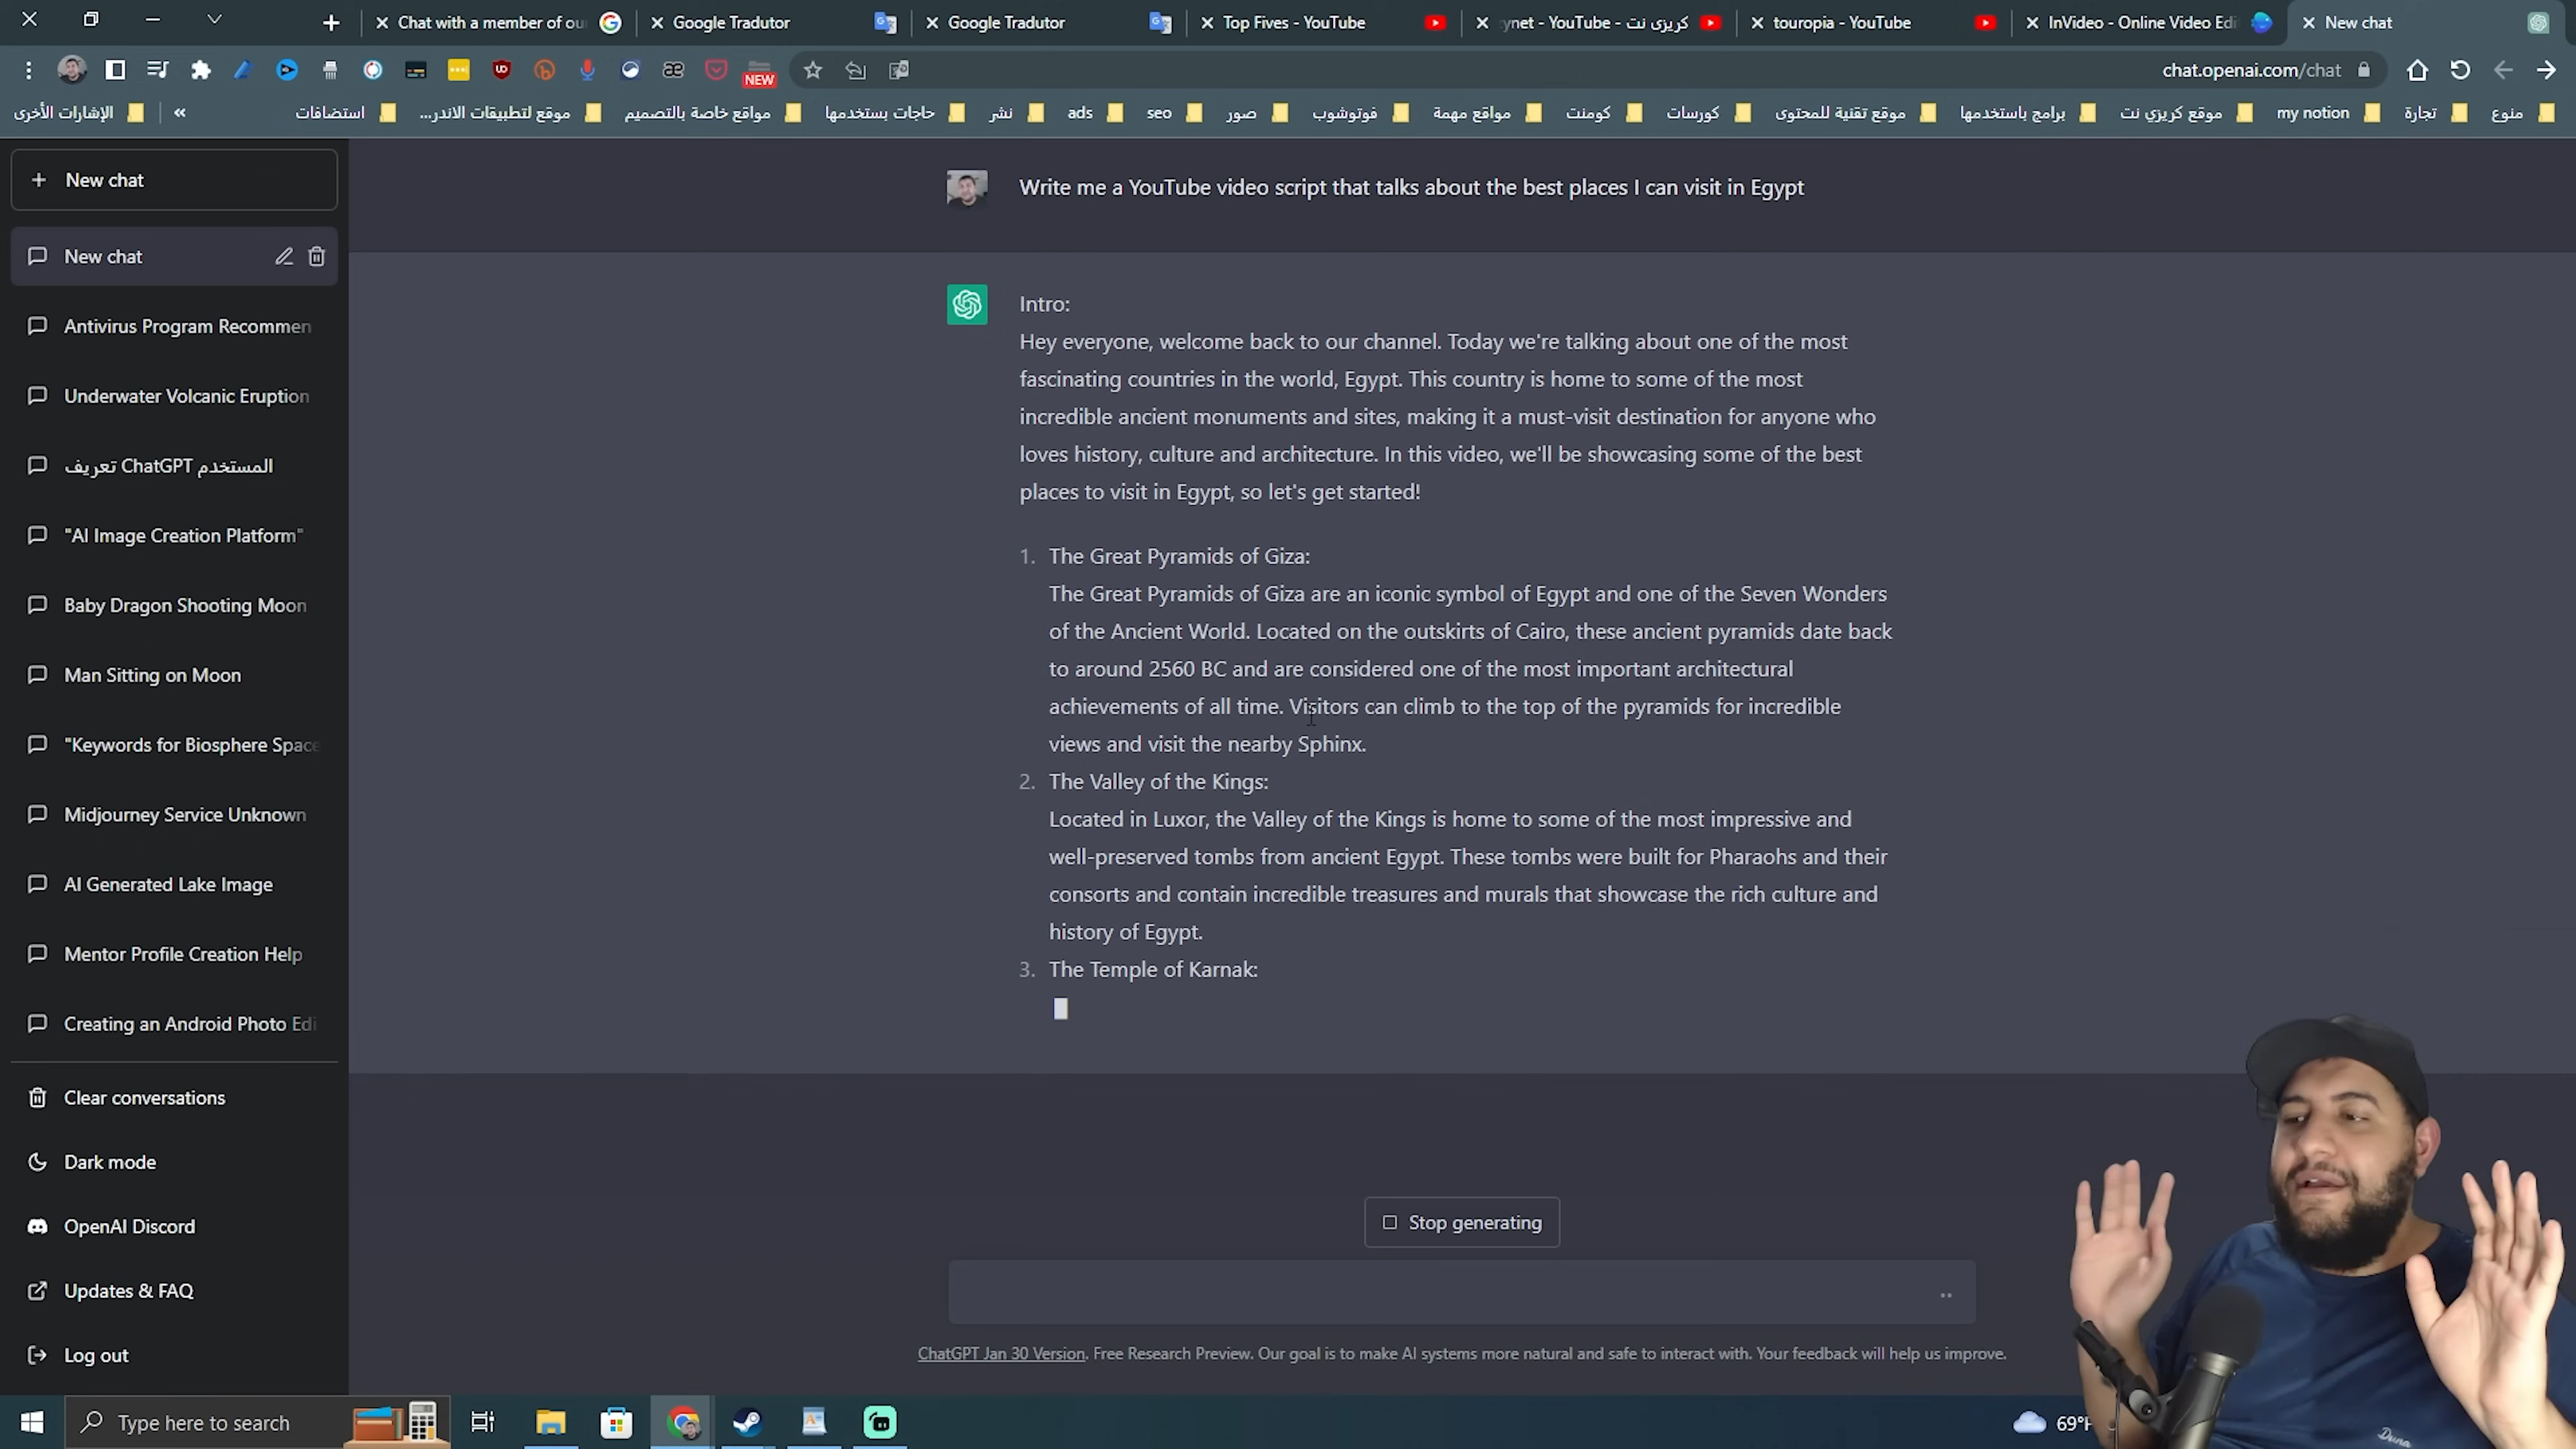 Chat with a member of ou
Google Tradutor
Google Tradutor
Top Fives - YouTube
ynet - YouTube - كريزي نت
touropia - YouTube
InVideo - Online Video Edi
New chat
NEW
chat.openai.com/chat
الإشارات الأخرى
»
استضافات
موقع لتطبيقات الاندر...
مواقع خاصة بالتصميم
حاجات بستخدمها
نشر
ads
seo
صور
فوتوشوب
مواقع مهمة
كومنت
كورسات
موقع تقنية للمحتوى
برامج باستخدمها
موقع كريزي نت
my notion
تجارة
منوع
+ New chat
New chat
Antivirus Program Recommen
Underwater Volcanic Eruption
تعريف ChatGPT المستخدم
"AI Image Creation Platform"
Baby Dragon Shooting Moon
Man Sitting on Moon
"Keywords for Biosphere Space
Midjourney Service Unknown
AI Generated Lake Image
Mentor Profile Creation Help
Creating an Android Photo Edi
Clear conversations
Dark mode
OpenAI Discord
Updates & FAQ
Log out
Write me a YouTube video script that talks about the best places I can visit in Egypt
Intro:
Hey everyone, welcome back to our channel. Today we're talking about one of the most
fascinating countries in the world, Egypt. This country is home to some of the most
incredible ancient monuments and sites, making it a must-visit destination for anyone who
loves history, culture and architecture. In this video, we'll be showcasing some of the best
places to visit in Egypt, so let's get started!
1. The Great Pyramids of Giza:
The Great Pyramids of Giza are an iconic symbol of Egypt and one of the Seven Wonders
of the Ancient World. Located on the outskirts of Cairo, these ancient pyramids date back
to around 2560 BC and are considered one of the most important architectural
achievements of all time. Visitors can climb to the top of the pyramids for incredible
views and visit the nearby Sphinx.
2. The Valley of the Kings:
Located in Luxor, the Valley of the Kings is home to some of the most impressive and
well-preserved tombs from ancient Egypt. These tombs were built for Pharaohs and their
consorts and contain incredible treasures and murals that showcase the rich culture and
history of Egypt.
3. The Temple of Karnak:
Stop generating
ChatGPT Jan 30 Version. Free Research Preview. Our goal is to make AI systems more natural and safe to interact with. Your feedback will help us improve.
Type here to search
69°F